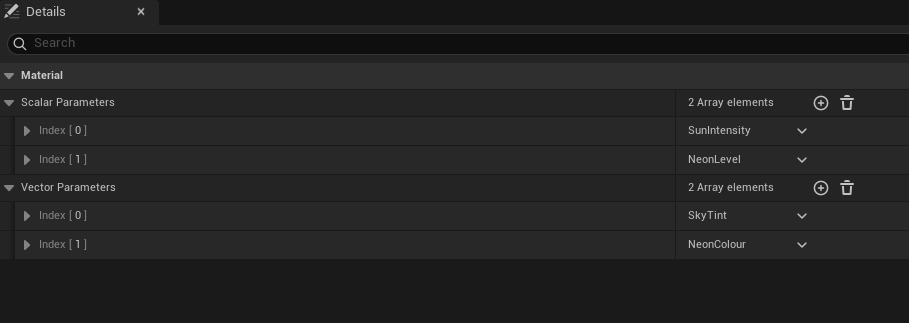 Details
Search
Material
Scalar Parameters 2 Array elements
Index [ 0 ] SunIntensity
Index [ 1 ] NeonLevel
Vector Parameters 2 Array elements
Index [ 0 ] SkyTint
Index [ 1 ] NeonColour